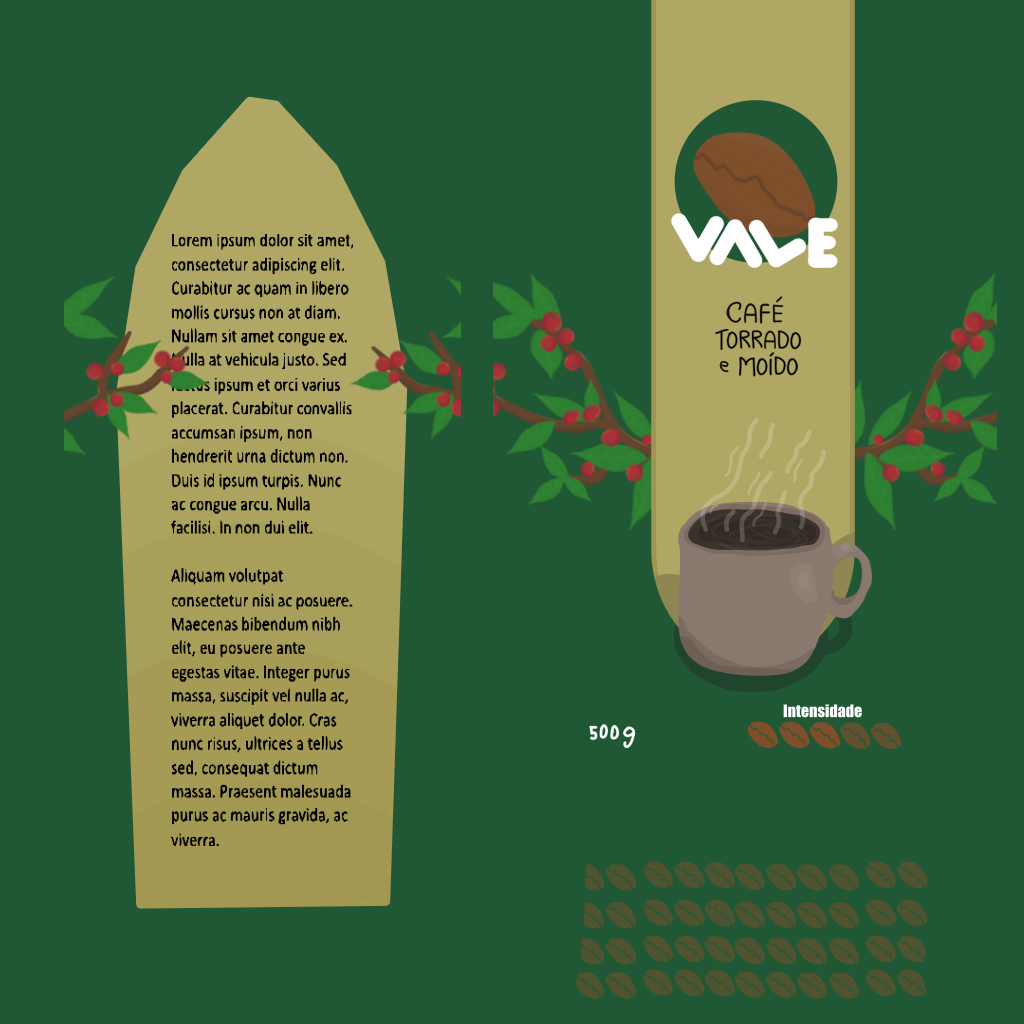 Lorem ipsum dolor sit amet,
consectetur adipiscing elit.
Curabitur ac quam in libero
mollis cursus non at diam.
Nullam sit amet congue ex.
Nulla at vehicula justo. Sed
luctus ipsum et orci varius
placerat. Curabitur convallis
accumsan ipsum, non
hendrerit urna dictum non.
Duis id ipsum turpis. Nunc
ac congue arcu. Nulla
facilisi. In non dui elit.
Aliquam volutpat
consectetur nisi ac posuere.
Maecenas bibendum nibh
elit, eu posuere ante
egestas vitae. Integer purus
massa, suscipit vel nulla ac,
viverra aliquet dolor. Cras
nunc risus, ultrices a tellus
sed, consequat dictum
massa. Praesent malesuada
purus ac mauris gravida, ac
viverra.
VALE
CAFÉ
TORRADO
e MOÍDO
Intensidade
500g